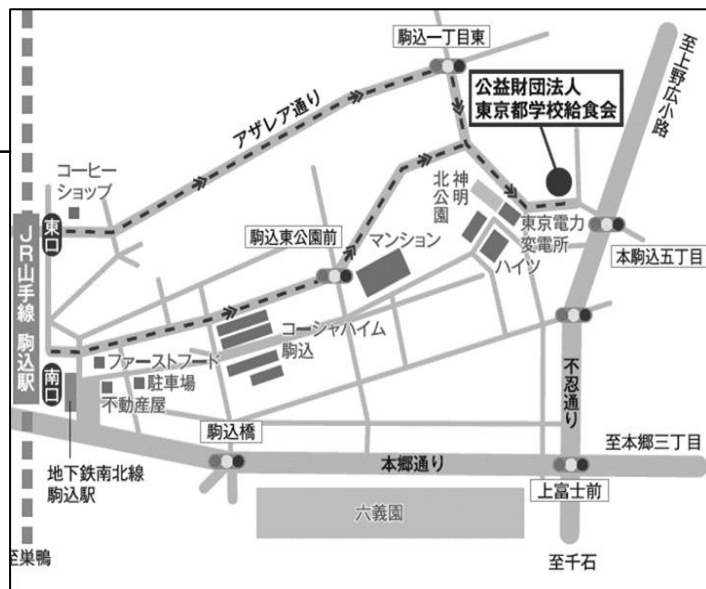 駒込一丁目東
至上野広小路
公益財団法人
東京都学校給食会
アザレア通り
コーヒー
ショップ
東口
JR山手線 駒込駅
神明
北公園
東京電力
変電所
ハイツ
本駒込五丁目
駒込東公園前
マンション
コーシャハイム
駒込
ファーストフード
駐車場
不動産屋
南口
不忍通り
駒込橋
本郷通り
至本郷三丁目
地下鉄南北線
駒込駅
上富士前
六義園
至巣鴨
至千石